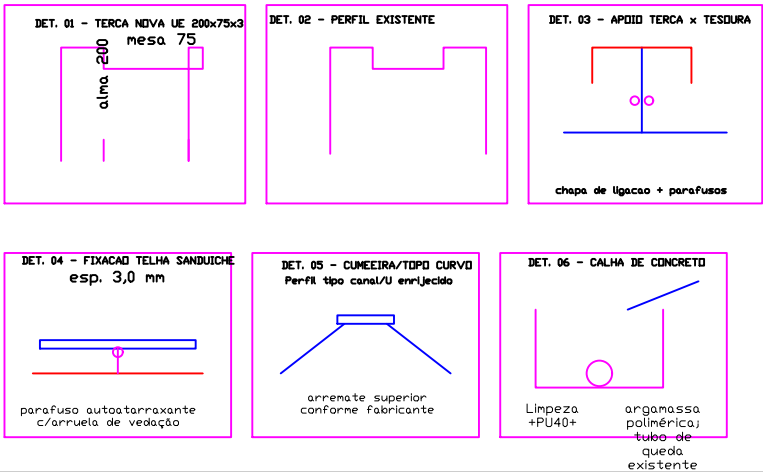 DET. 01 - TERCA NOVA UE 200x75x3
mesa 75
alma 200
DET. 02 - PERFIL EXISTENTE
DET. 03 - APOIO TERCA x TESOURA
chapa de ligacao + parafusos
DET. 04 - FIXACAO TELHA SANDUICHE
esp. 3,0 mm
parafuso autoatarraxante
c/arruela de vedação
DET. 05 - CUMEEIRA/TOPO CURVO
Perfil tipo canal/U enrijecido
arremate superior
conforme fabricante
DET. 06 - CALHA DE CONCRETO
Limpeza
+PU40+
argamassa
polimérica;
tubo de
queda
existente